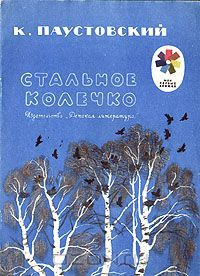 К. ПАУСТОВСКИЙ
СТАЛЬНОЕ
КОЛЕЧКО
Издательство „Детская литература"